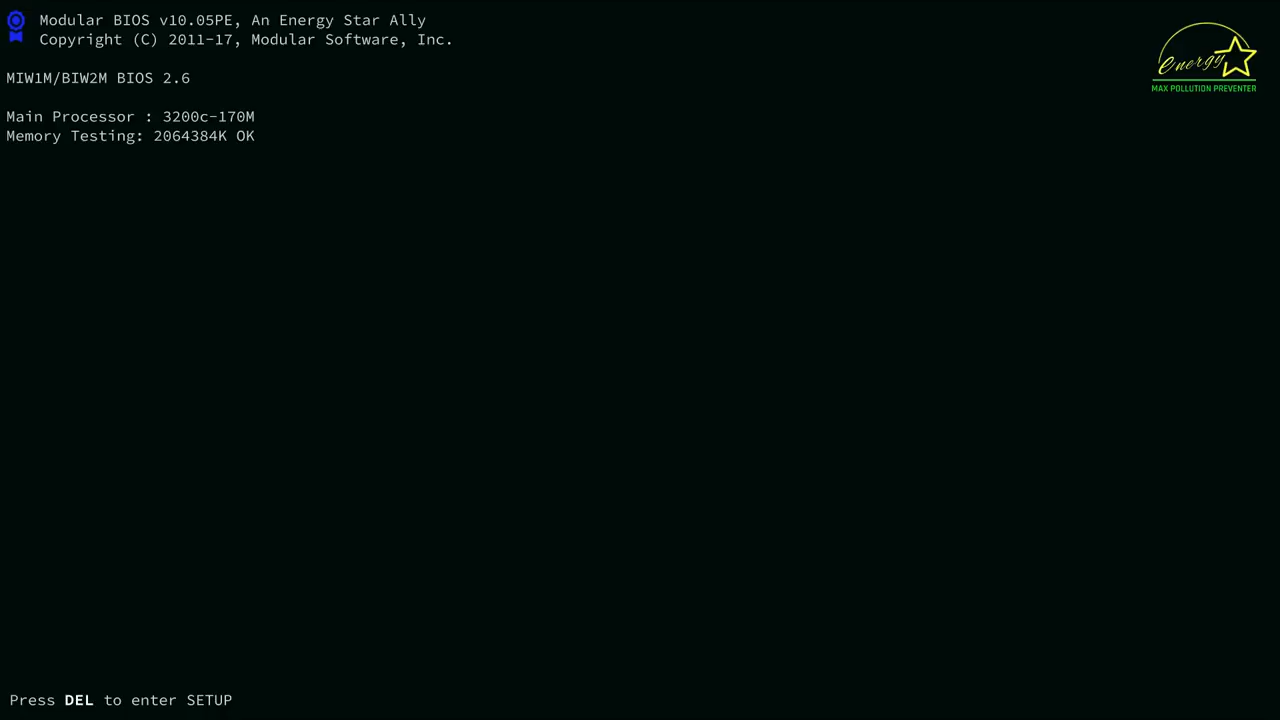 Modular BIOS v10.05PE, An Energy Star Ally
Copyright (C) 2011-17, Modular Software, Inc.
MIW1M/BIW2M BIOS 2.6
Main Processor : 3200c-170M
Memory Testing: 2064384K OK
Energy
MAX POLLUTION PREVENTER
Press DEL to enter SETUP